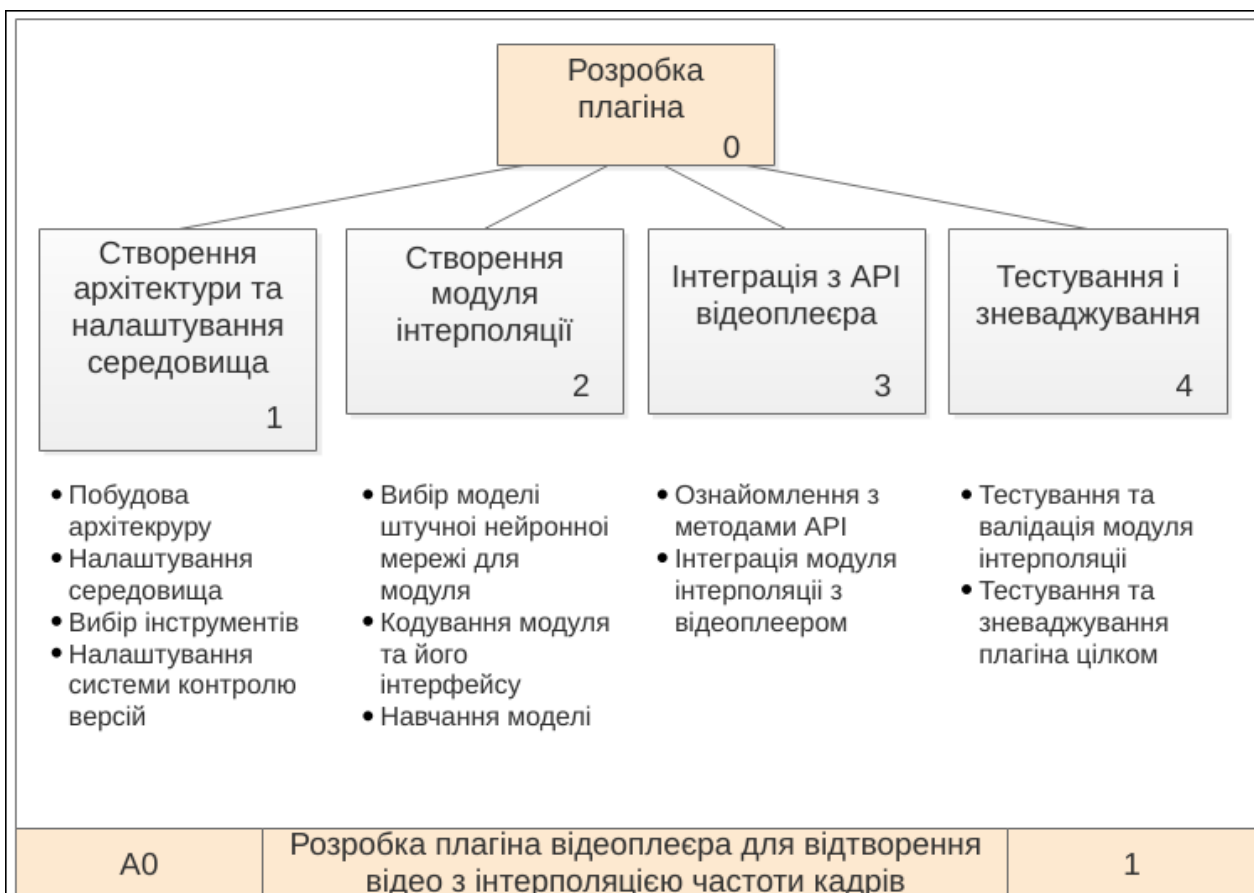 Розробка
плагіна
0
Створення
архітектури та
налаштування
середовища
1
Створення
модуля
інтерполяції
2
Інтеграція з API
відеоплеєра
3
Тестування і
зневаджування
4
• Побудова
архітекруру
• Налаштування
середовища
• Вибір інструментів
• Налаштування
системи контролю
версій
• Вибір моделі
штучної нейронної
мережі для
модуля
• Кодування модуля
та його
інтерфейсу
• Навчання моделі
• Ознайомлення з
методами API
• Інтеграція модуля
інтерполяції з
відеоплеером
• Тестування та
валідація модуля
інтерполяції
• Тестування та
зневаджування
плагіна цілком
A0
Розробка плагіна відеоплеєра для відтворення
відео з інтерполяцією частоти кадрів
1